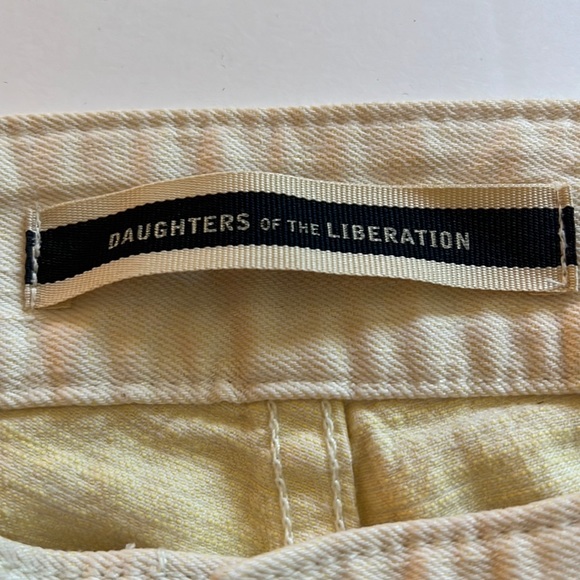 DAUGHTERS OF THE LIBERATION